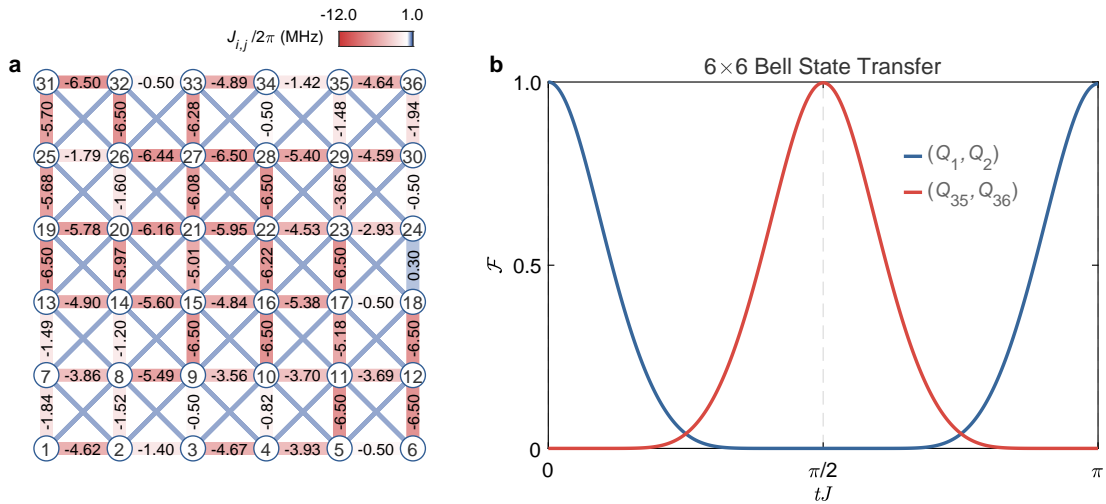 -12.0 1.0
J_{i,j}/2π (MHz)
a
31 -6.50 32 -0.50 33 -4.89 34 -1.42 35 -4.64 36
-5.70 -6.50 -6.28 -0.50 -1.48 -1.94
25 -1.79 26 -6.44 27 -6.50 28 -5.40 29 -4.59 30
-5.68 -1.60 -6.08 -6.50 -3.65 -0.50
19 -5.78 20 -6.16 21 -5.95 22 -4.53 23 -2.93 24
-6.50 -5.97 -5.01 -6.22 -6.50 0.30
13 -4.90 14 -5.60 15 -4.84 16 -5.38 17 -0.50 18
-1.49 -1.20 -6.50 -6.50 -5.18 -6.50
7 -3.86 8 -5.49 9 -3.56 10 -3.70 11 -3.69 12
-1.84 -1.52 -0.50 -0.82 -6.50 -6.50
1 -4.62 2 -1.40 3 -4.67 4 -3.93 5 -0.50 6
b
6×6 Bell State Transfer
1.0
0.5
0
ℱ
(Q_1, Q_2)
(Q_{35}, Q_{36})
0 π/2 π
tJ